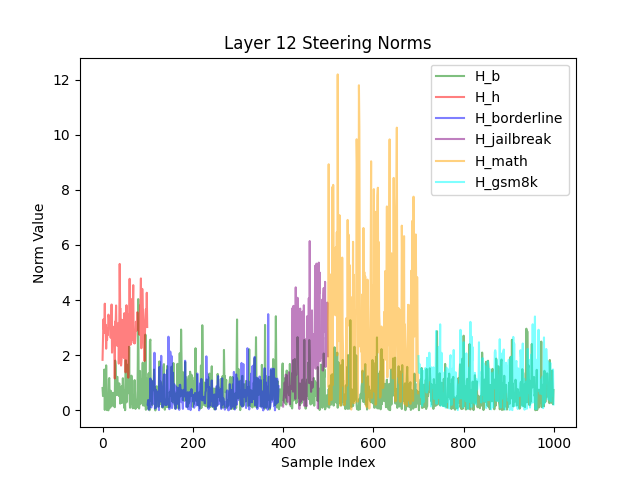 Layer 12 Steering Norms
Norm Value
12
10
8
6
4
2
0
H_b
H_h
H_borderline
H_jailbreak
H_math
H_gsm8k
0
200
400
600
800
1000
Sample Index